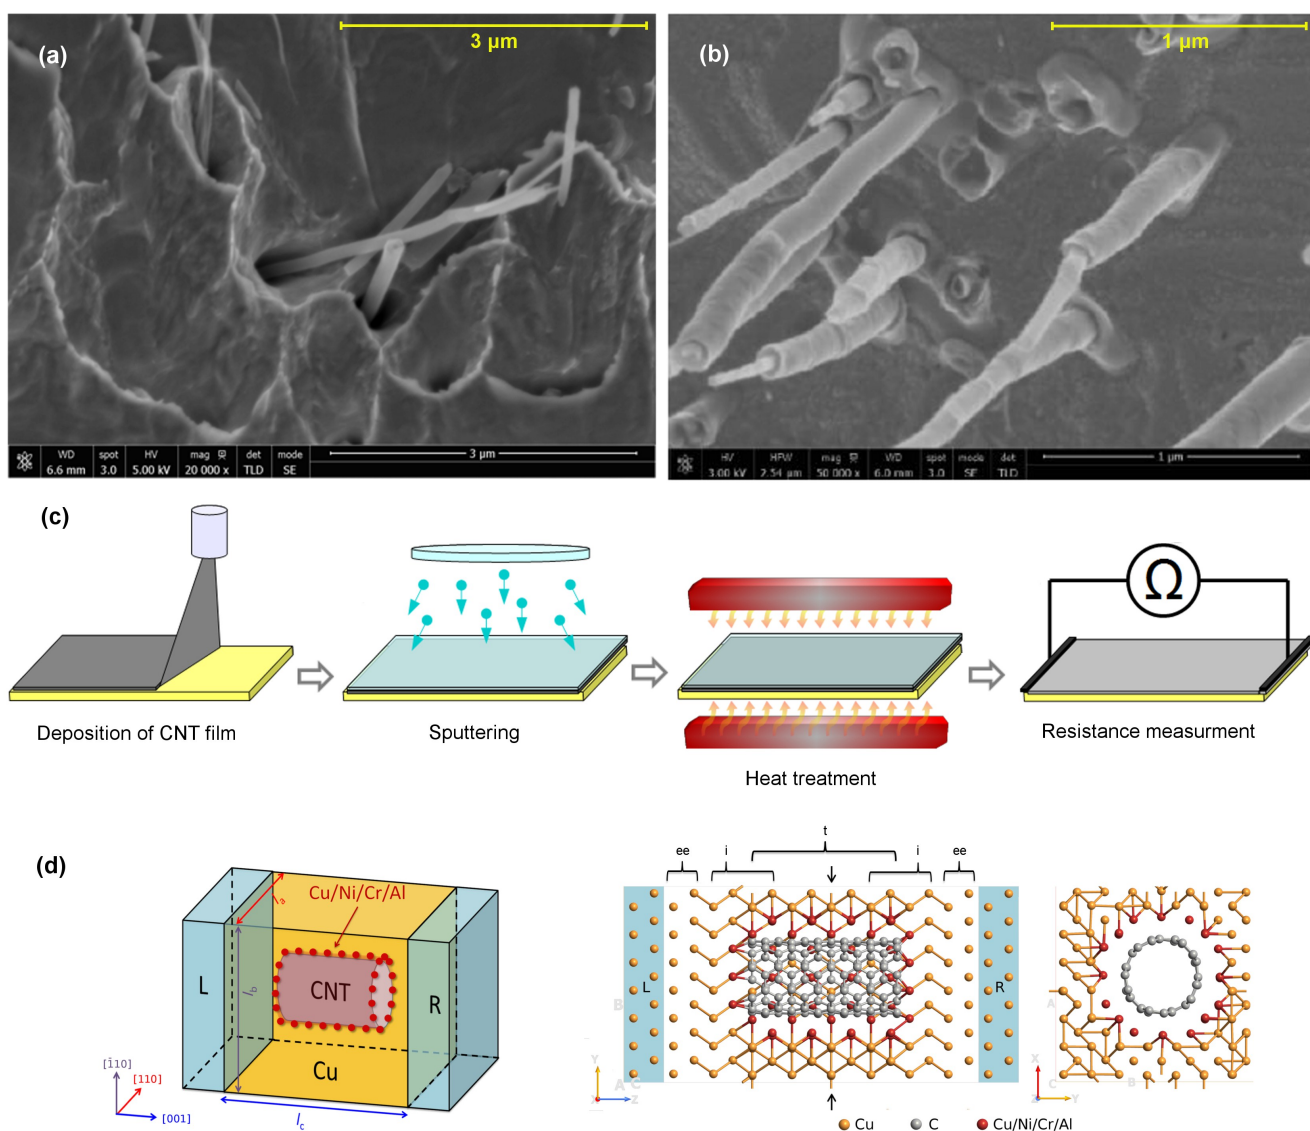 (a)
3 µm
WD spot HV mag det mode
6.6 mm 3.0 5.00 kV 20 000 x TLD SE
3 µm
(b)
1 µm
HV HFW mag WD spot mode det
3.00 kV 2.54 µm 50 000 x 6.0 mm 3.0 SE TLD
1 µm
(c)
Ω
Deposition of CNT film
Sputtering
Heat treatment
Resistance measurment
(d)
Cu/Ni/Cr/Al
la
lb
L
CNT
R
Cu
lc
[1̄10]
[110]
[001]
t
ee i i ee
L
R
B
A
C
Y
X
Z
A
B
C
X
Z
Y
Cu
C
Cu/Ni/Cr/Al